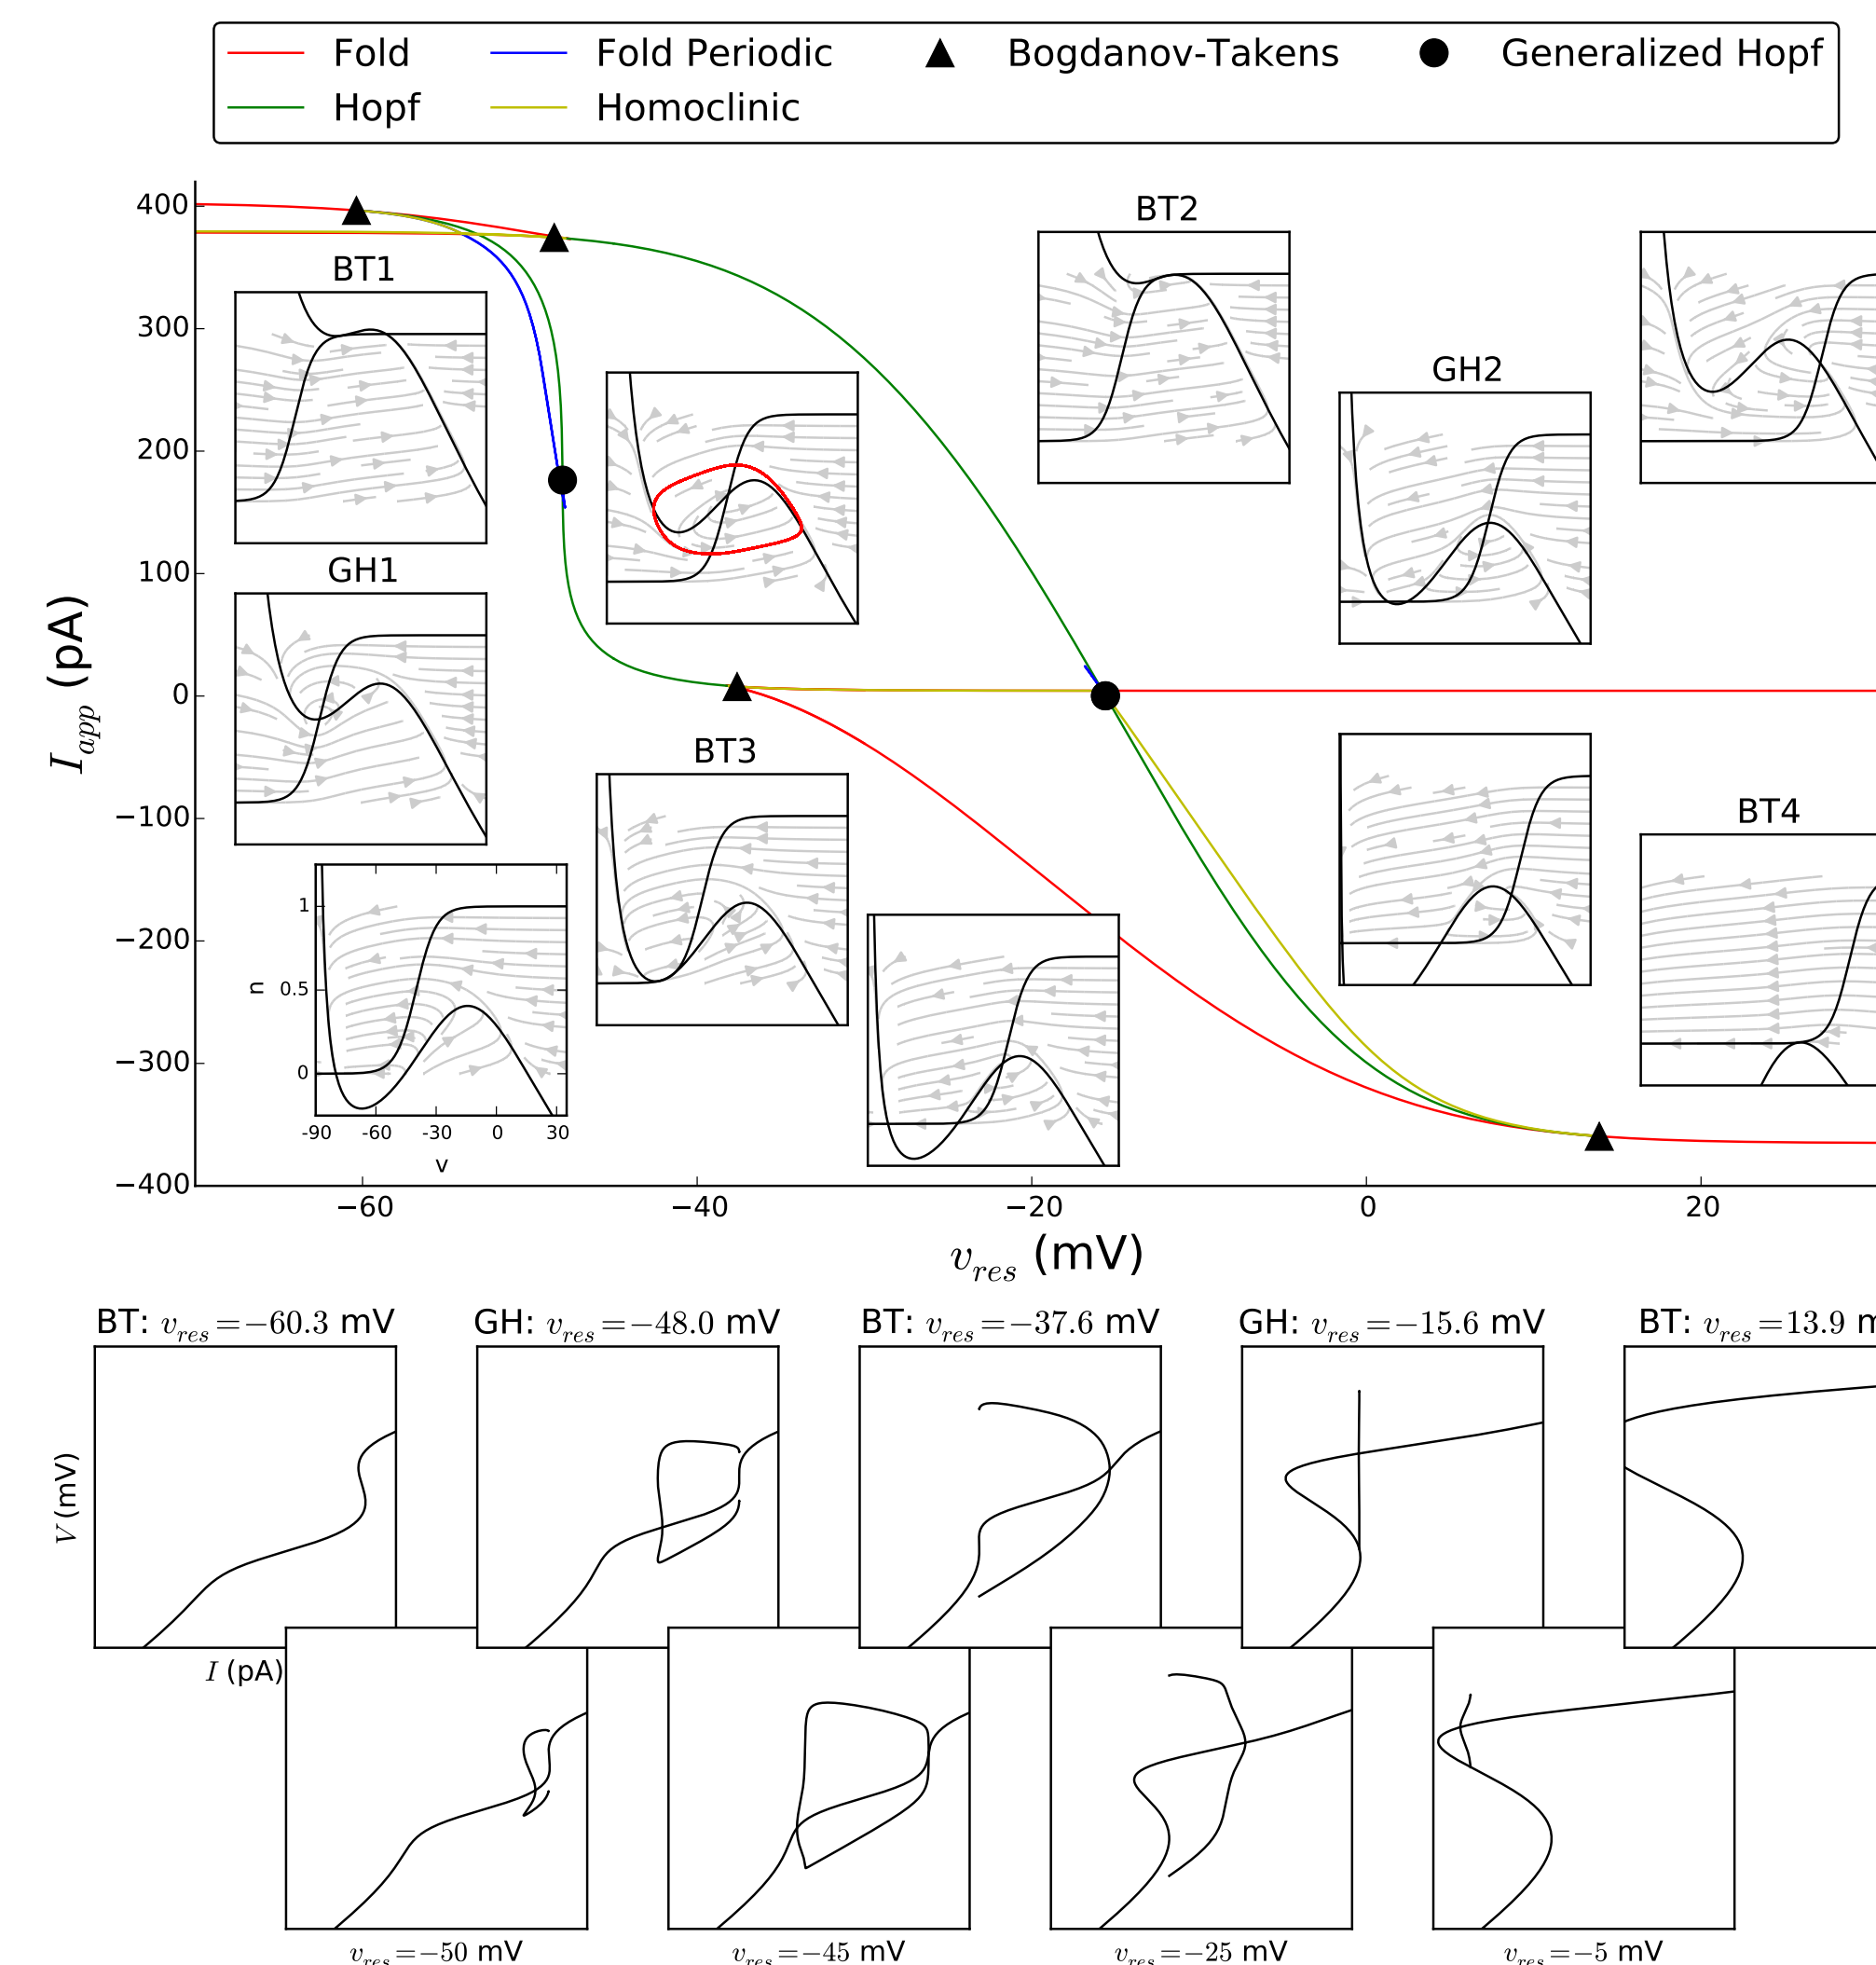 Fold Fold Periodic Bogdanov-Takens Generalized Hopf
Hopf Homoclinic
400
300
200
100
0
−100
−200
−300
−400
I_app (pA)
BT1
BT2
GH2
GH1
BT3
BT4
1
0.5
0
n
-90 -60 -30 0 30
v
−60 −40 −20 0 20
v_res (mV)
BT: v_res=−60.3 mV GH: v_res=−48.0 mV BT: v_res=−37.6 mV GH: v_res=−15.6 mV BT: v_res=13.9 m
V (mV)
I (pA)
v_res=−50 mV v_res=−45 mV v_res=−25 mV v_res=−5 mV